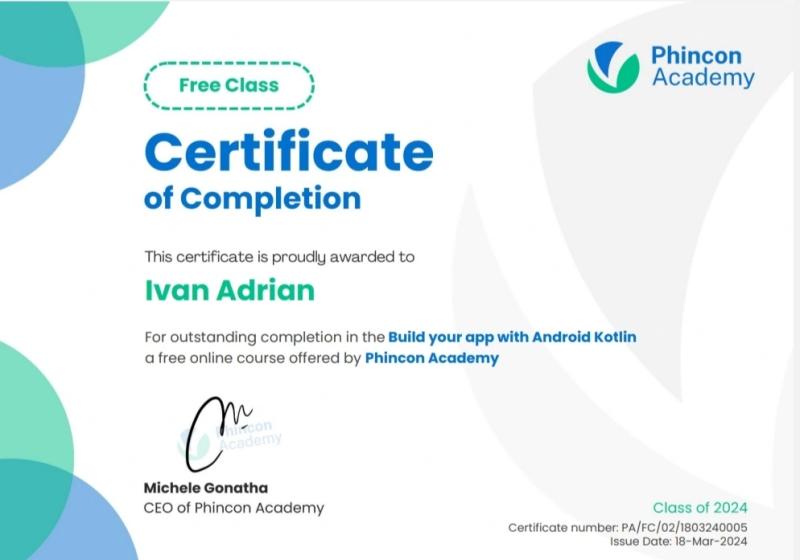 Phincon
Academy
Free Class
Certificate
of Completion
This certificate is proudly awarded to
Ivan Adrian
For outstanding completion in the Build your app with Android Kotlin
a free online course offered by Phincon Academy
Phincon
Academy
Michele Gonatha
CEO of Phincon Academy
Class of 2024
Certificate number: PA/FC/02/1803240005
Issue Date: 18-Mar-2024